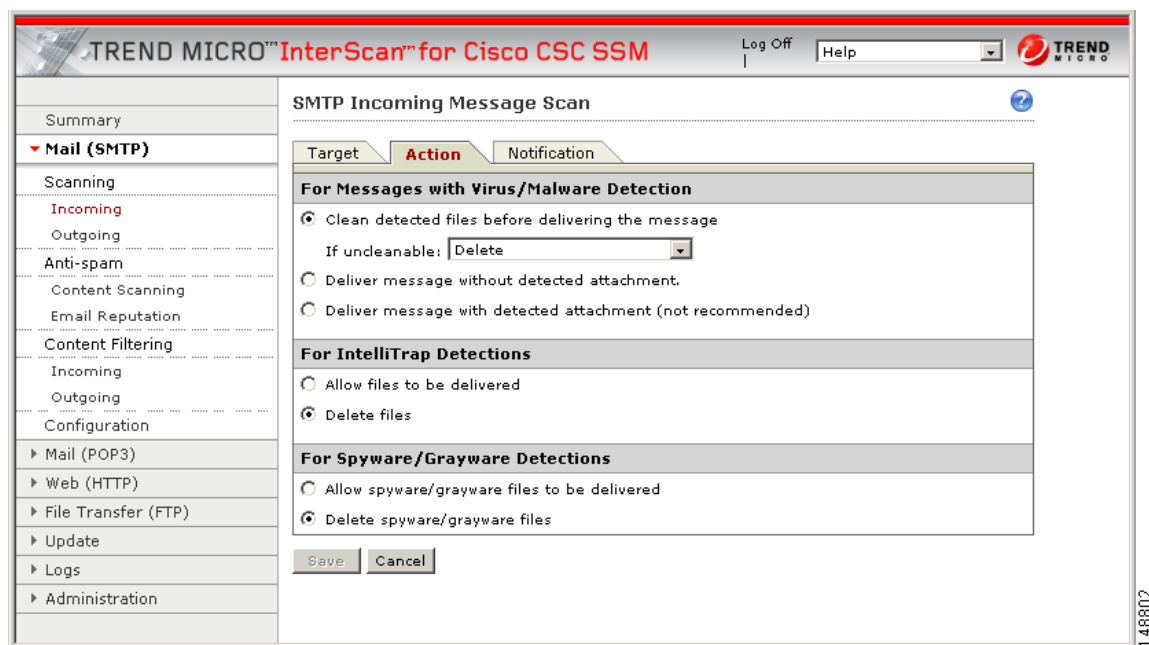 TREND MICRO™ InterScan™ for Cisco CSC SSM
Log Off
|
Help
TREND
MICRO
Summary
Mail (SMTP)
Scanning
Incoming
Outgoing
Anti-spam
Content Scanning
Email Reputation
Content Filtering
Incoming
Outgoing
Configuration
Mail (POP3)
Web (HTTP)
File Transfer (FTP)
Update
Logs
Administration
SMTP Incoming Message Scan
?
Target Action Notification
For Messages with Virus/Malware Detection
Clean detected files before delivering the message
If uncleanable: Delete
Deliver message without detected attachment.
Deliver message with detected attachment (not recommended)
For IntelliTrap Detections
Allow files to be delivered
Delete files
For Spyware/Grayware Detections
Allow spyware/grayware files to be delivered
Delete spyware/grayware files
Save Cancel
148802